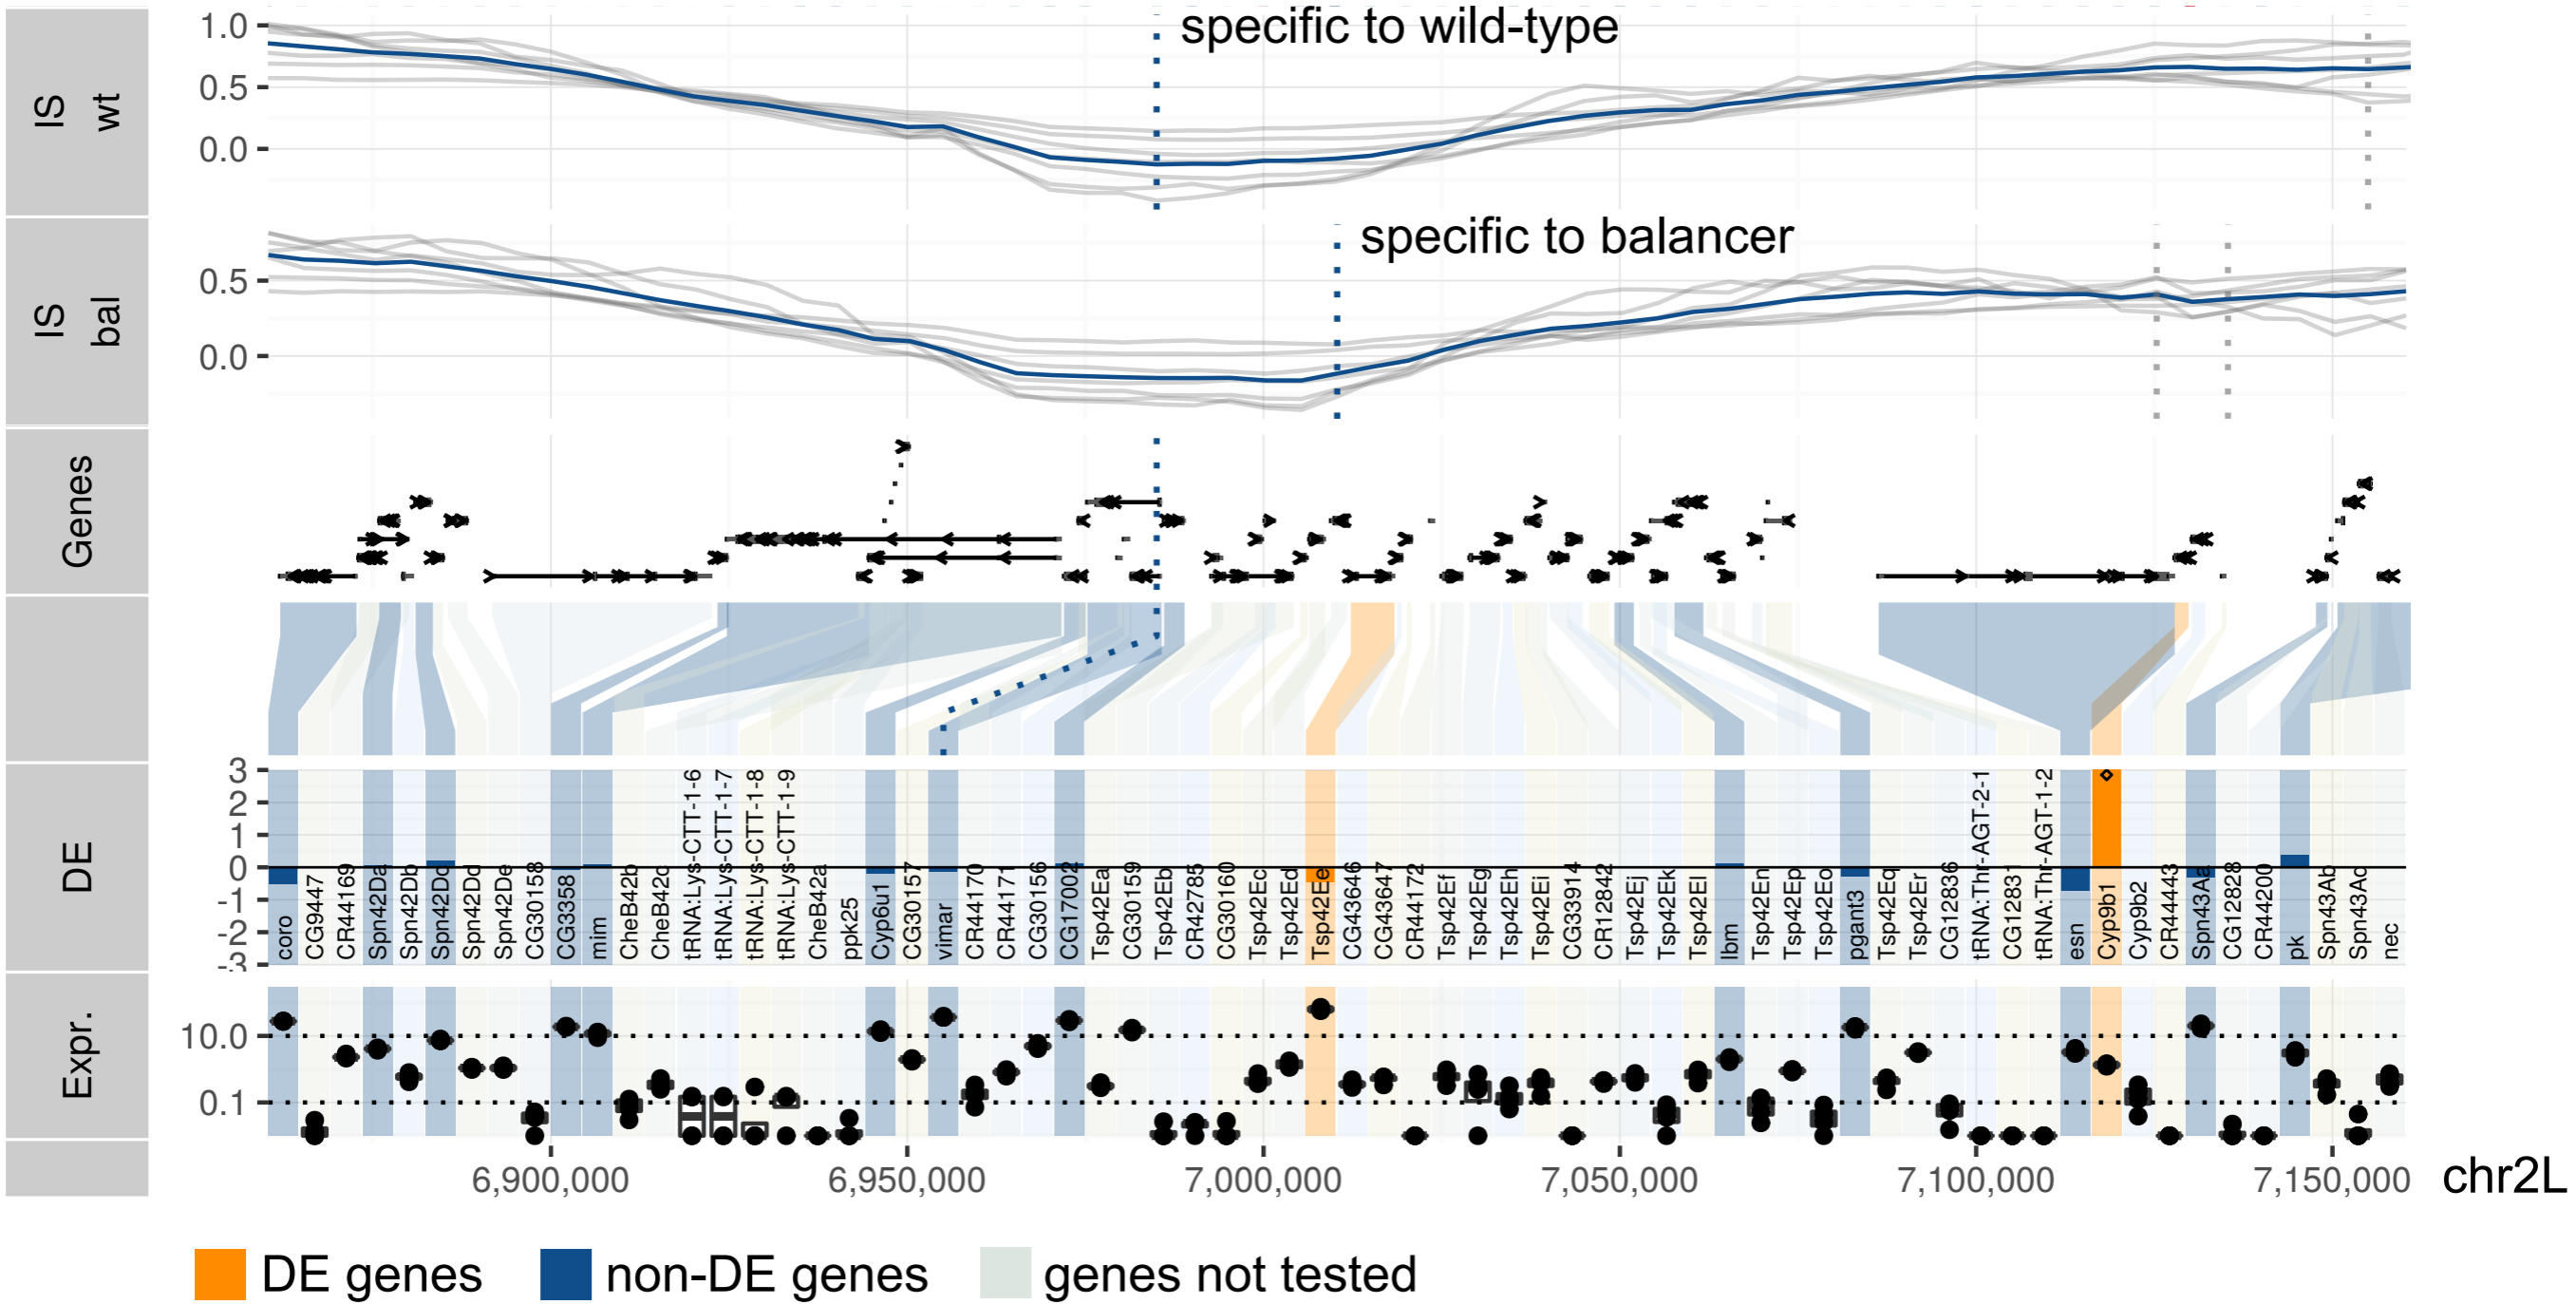 IS
wt
1.0
0.5
0.0
specific to wild-type
IS
bal
0.5
0.0
specific to balancer
Genes
DE
3
2
1
0
-1
-2
-3
coro
CG9447
CR44169
Spn42Da
Spn42Db
Spn42Dc
Spn42Dd
Spn42De
CG30158
CG3358
mim
CheB42b
CheB42c
tRNA:Lys-CTT-1-6
tRNA:Lys-CTT-1-7
tRNA:Lys-CTT-1-8
tRNA:Lys-CTT-1-9
CheB42a
ppk25
Cyp6u1
CG30157
vimar
CR44170
CR44171
CG30156
CG17002
Tsp42Ea
CG30159
Tsp42Eb
CR42785
CG30160
Tsp42Ec
Tsp42Ed
Tsp42Ee
CG43646
CG43647
CR44172
Tsp42Ef
Tsp42Eg
Tsp42Eh
Tsp42Ei
CG33914
CR12842
Tsp42Ej
Tsp42Ek
Tsp42El
lbm
Tsp42En
Tsp42Ep
Tsp42Eo
pgant3
Tsp42Eq
Tsp42Er
CG12836
tRNA:Thr-AGT-2-1
CG12831
tRNA:Thr-AGT-1-2
esn
Cyp9b1
Cyp9b2
CR44443
Spn43Aa
CG12828
CR44200
pk
Spn43Ab
Spn43Ac
nec
Expr.
10.0
0.1
6,900,000
6,950,000
7,000,000
7,050,000
7,100,000
7,150,000
chr2L
DE genes
non-DE genes
genes not tested